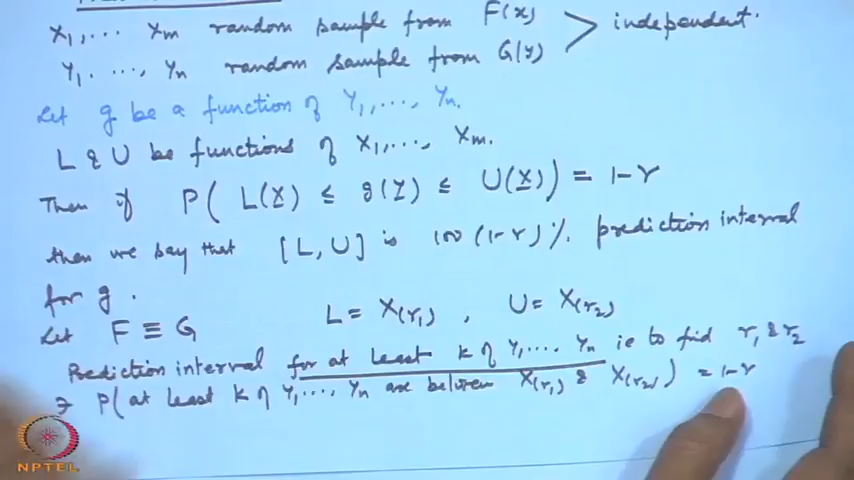 X₁, ... Xₘ random sample from F(x)
Y₁, ..., Yₙ random sample from G(y) > independent.
Let g be a function of Y₁, ..., Yₙ.
L & U be functions of X₁, ..., Xₘ.
Then if P( L(X) ≤ g(Y) ≤ U(X) ) = 1-γ
then we say that [L, U] is 100 (1-γ) % prediction interval
for g.
Let F ≡ G L = X₍r₁₎, U = X₍r₂₎
Prediction interval for at least k of Y₁, ..., Yₙ ie to find r₁ & r₂
∋ P( at least k of Y₁, ..., Yₙ are between X₍r₁₎ & X₍r₂₎ ) = 1-γ
NPTEL